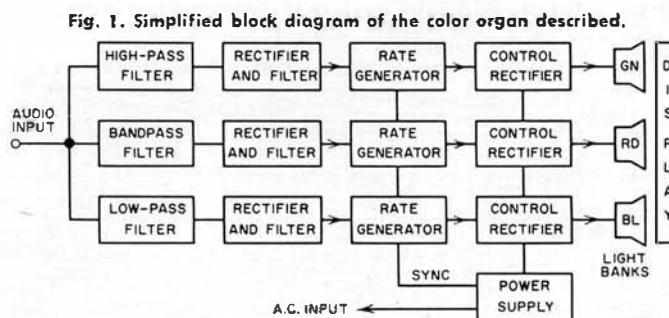 Fig. 1. Simplified block diagram of the color organ described.
HIGH-PASS
FILTER
RECTIFIER
AND FILTER
RATE
GENERATOR
CONTROL
RECTIFIER
GN
AUDIO
INPUT
BANDPASS
FILTER
RECTIFIER
AND FILTER
RATE
GENERATOR
CONTROL
RECTIFIER
RD
LOW-PASS
FILTER
RECTIFIER
AND FILTER
RATE
GENERATOR
CONTROL
RECTIFIER
BL
DISPLAY
LIGHT
BANKS
SYNC
POWER
SUPPLY
A.C. INPUT